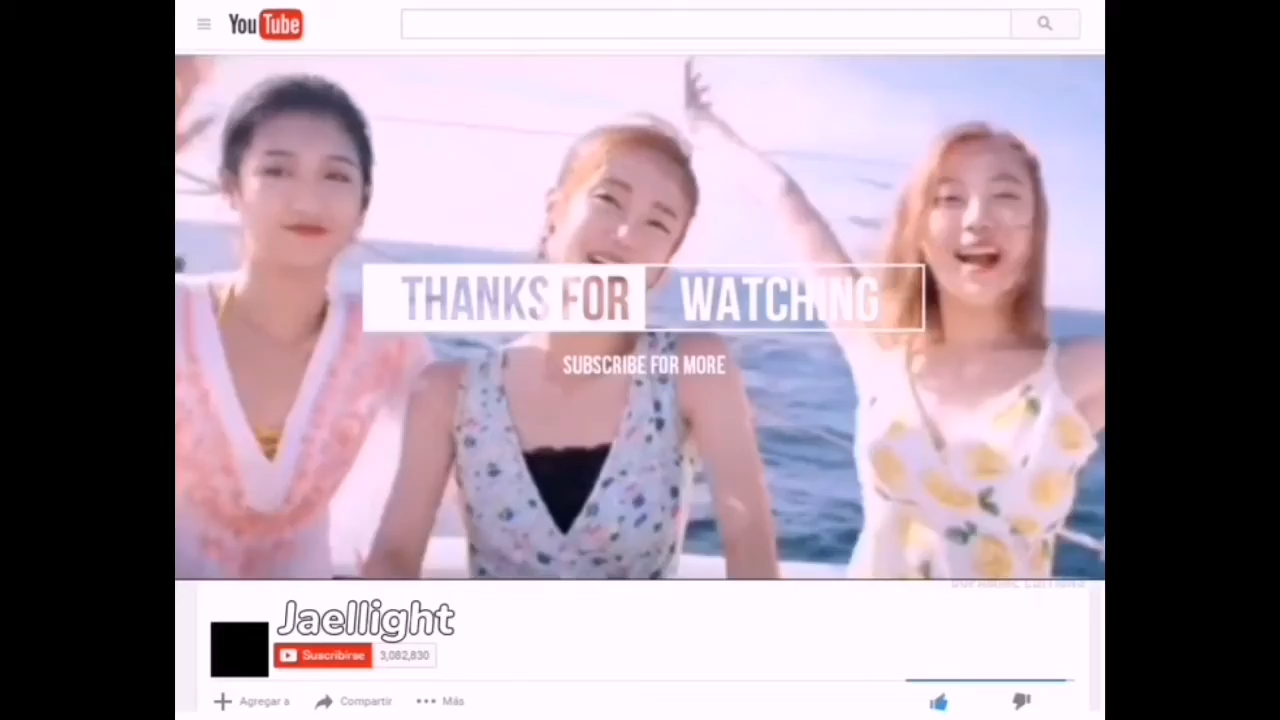 YouTube
THANKS FOR WATCHING
SUBSCRIBE FOR MORE
Jaellight
Suscribirse 3,082,830
Agregar a Compartir Más